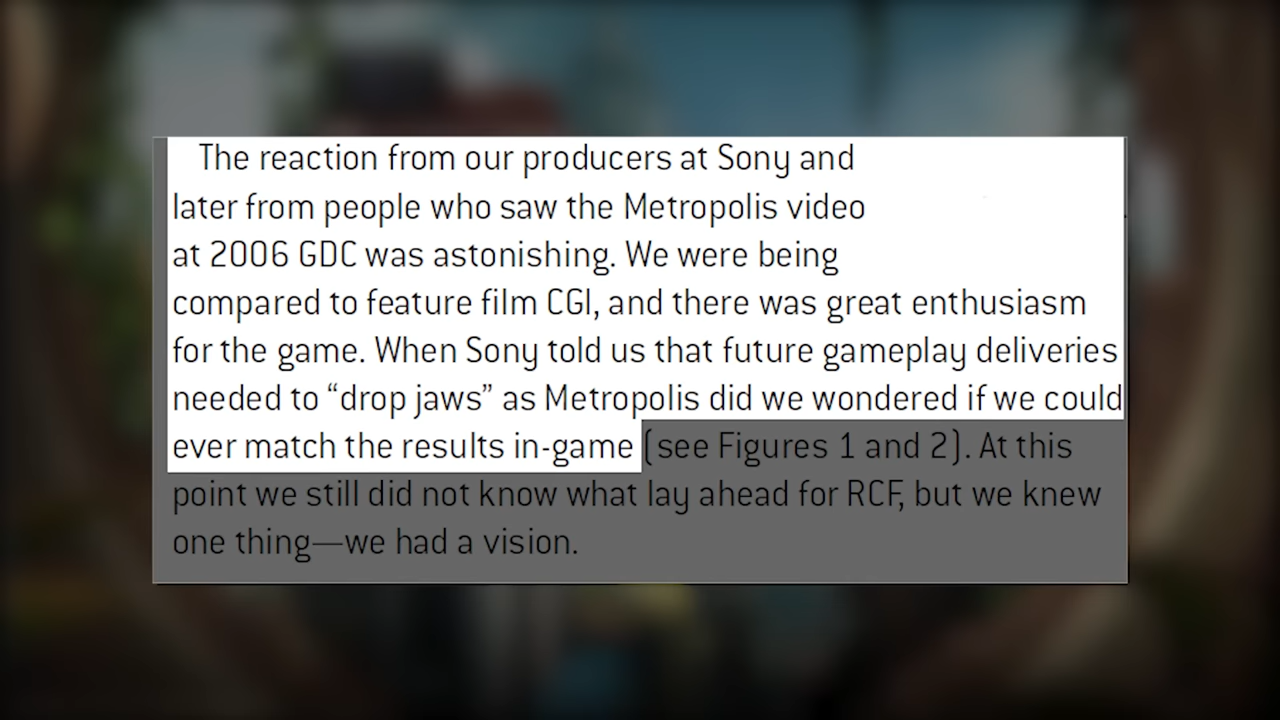 The reaction from our producers at Sony and
later from people who saw the Metropolis video
at 2006 GDC was astonishing. We were being
compared to feature film CGI, and there was great enthusiasm
for the game. When Sony told us that future gameplay deliveries
needed to “drop jaws” as Metropolis did we wondered if we could
ever match the results in-game (see Figures 1 and 2). At this
point we still did not know what lay ahead for RCF, but we knew
one thing—we had a vision.